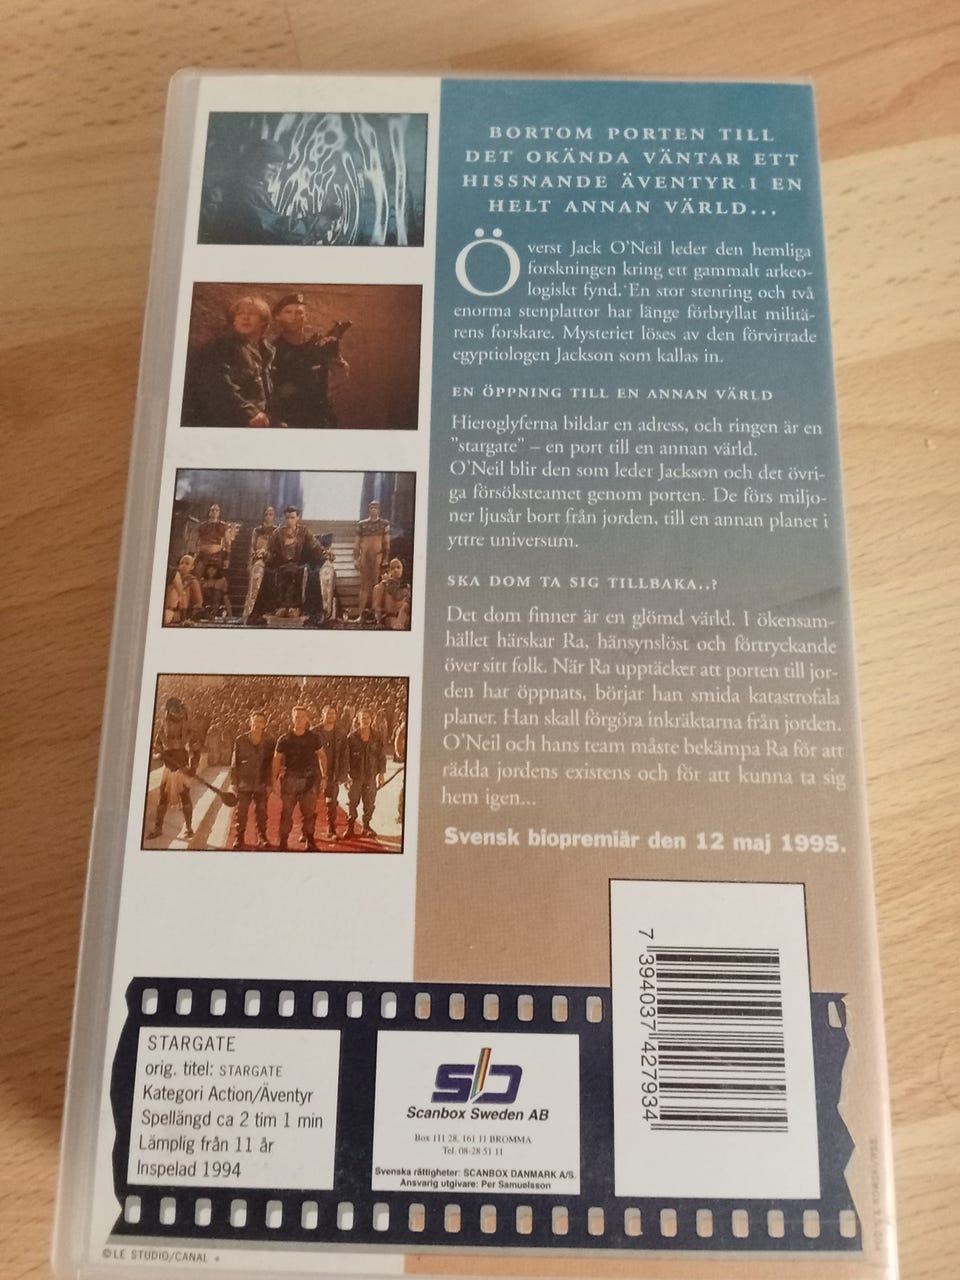 BORTOM PORTEN TILL
DET OKÄNDA VÄNTAR ETT
HISSNANDE ÄVENTYR I EN
HELT ANNAN VÄRLD...
Överst Jack O'Neil leder den hemliga
forskningen kring ett gammalt arkeo-
logiskt fynd. En stor stenring och två
enorma stenplattor har länge förbryllat militä-
rens forskare. Mysteriet löses av den förvirrade
egyptiologen Jackson som kallas in.
EN ÖPPNING TILL EN ANNAN VÄRLD
Hieroglyferna bildar en adress, och ringen är en
"stargate" – en port till en annan värld.
O'Neil blir den som leder Jackson och det övri-
ga försöksteamet genom porten. De förs miljo-
ner ljusår bort från jorden, till en annan planet i
yttre universum.
SKA DOM TA SIG TILLBAKA..?
Det dom finner är en glömd värld. I ökensam-
hället härskar Ra, hänsynslöst och förtryckande
över sitt folk. När Ra upptäcker att porten till jor-
den har öppnats, börjar han smida katastrofala
planer. Han skall förgöra inkräktarna från jorden.
O'Neil och hans team måste bekämpa Ra för att
rädda jordens existens och för att kunna ta sig
hem igen...
Svensk biopremiär den 12 maj 1995.
7 394037 427934
STARGATE
orig. titel: STARGATE
Kategori Action/Äventyr
Spellängd ca 2 tim 1 min
Lämplig från 11 år
Inspelad 1994
Scanbox Sweden AB
Box 111 28, 161 11 BROMMA
Tel. 08-28 51 11
Svenska rättigheter: SCANBOX DANMARK A/S.
Ansvarig utgivare: Per Samuelsson
©LE STUDIO/CANAL +